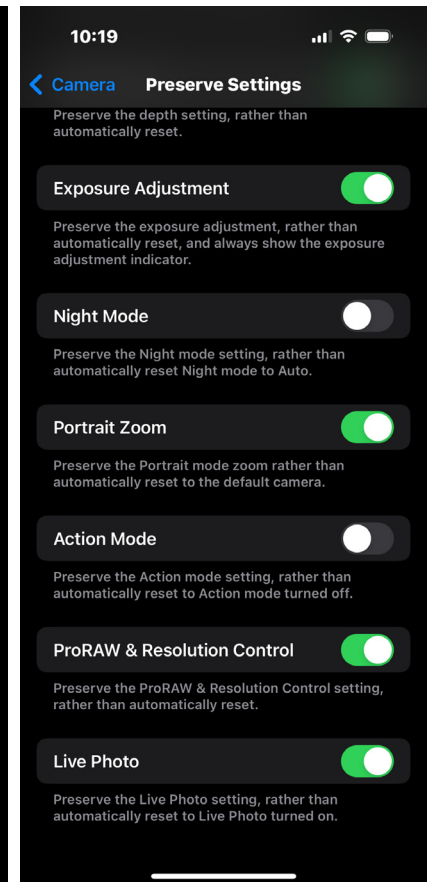 10:19
Camera
Preserve Settings
Preserve the depth setting, rather than
automatically reset.
Exposure Adjustment
Preserve the exposure adjustment, rather than
automatically reset, and always show the exposure
adjustment indicator.
Night Mode
Preserve the Night mode setting, rather than
automatically reset Night mode to Auto.
Portrait Zoom
Preserve the Portrait mode zoom rather than
automatically reset to the default camera.
Action Mode
Preserve the Action mode setting, rather than
automatically reset to Action mode turned off.
ProRAW & Resolution Control
Preserve the ProRAW & Resolution Control setting,
rather than automatically reset.
Live Photo
Preserve the Live Photo setting, rather than
automatically reset to Live Photo turned on.